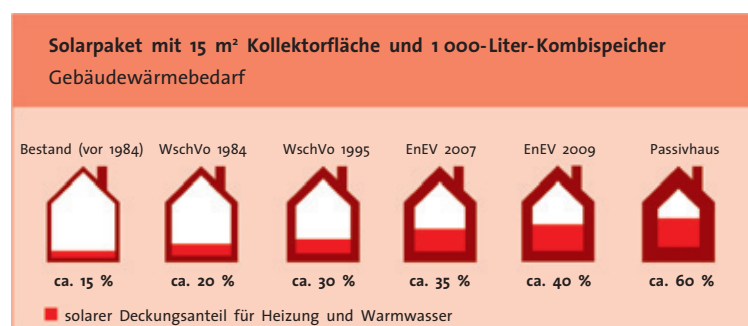 Solarpaket mit 15 m² Kollektorfläche und 1 000-Liter-Kombispeicher
Gebäudewärmebedarf
Bestand (vor 1984) WschVo 1984 WschVo 1995 EnEV 2007 EnEV 2009 Passivhaus
ca. 15 % ca. 20 % ca. 30 % ca. 35 % ca. 40 % ca. 60 %
solarer Deckungsanteil für Heizung und Warmwasser